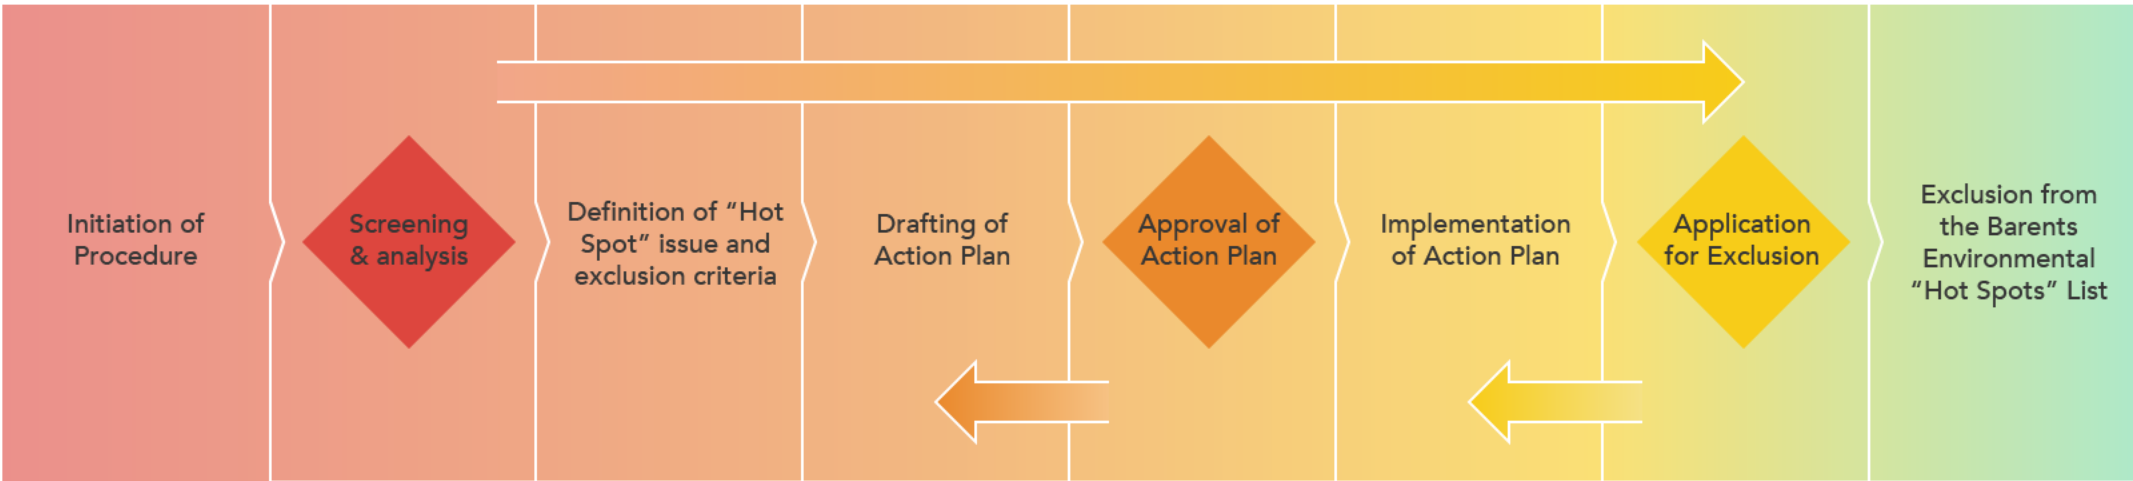 Initiation of
Procedure
Screening
& analysis
Definition of “Hot
Spot” issue and
exclusion criteria
Drafting of
Action Plan
Approval of
Action Plan
Implementation
of Action Plan
Application
for Exclusion
Exclusion from
the Barents
Environmental
“Hot Spots” List